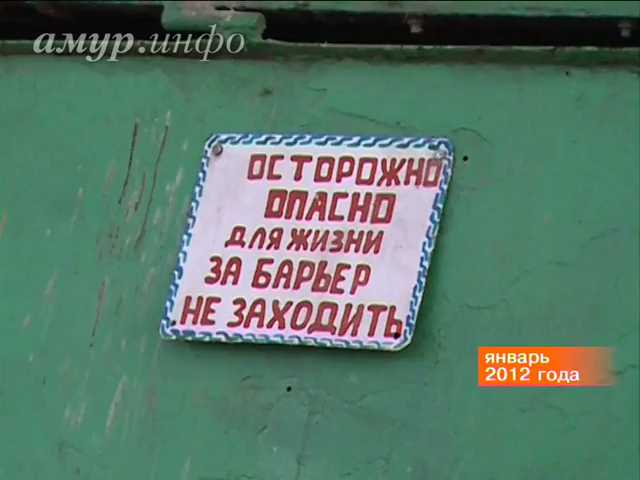 амур.инфо
ОСТОРОЖНО
ОПАСНО
ДЛЯ ЖИЗНИ
ЗА БАРЬЕР
НЕ ЗАХОДИТЬ
январь
2012 года